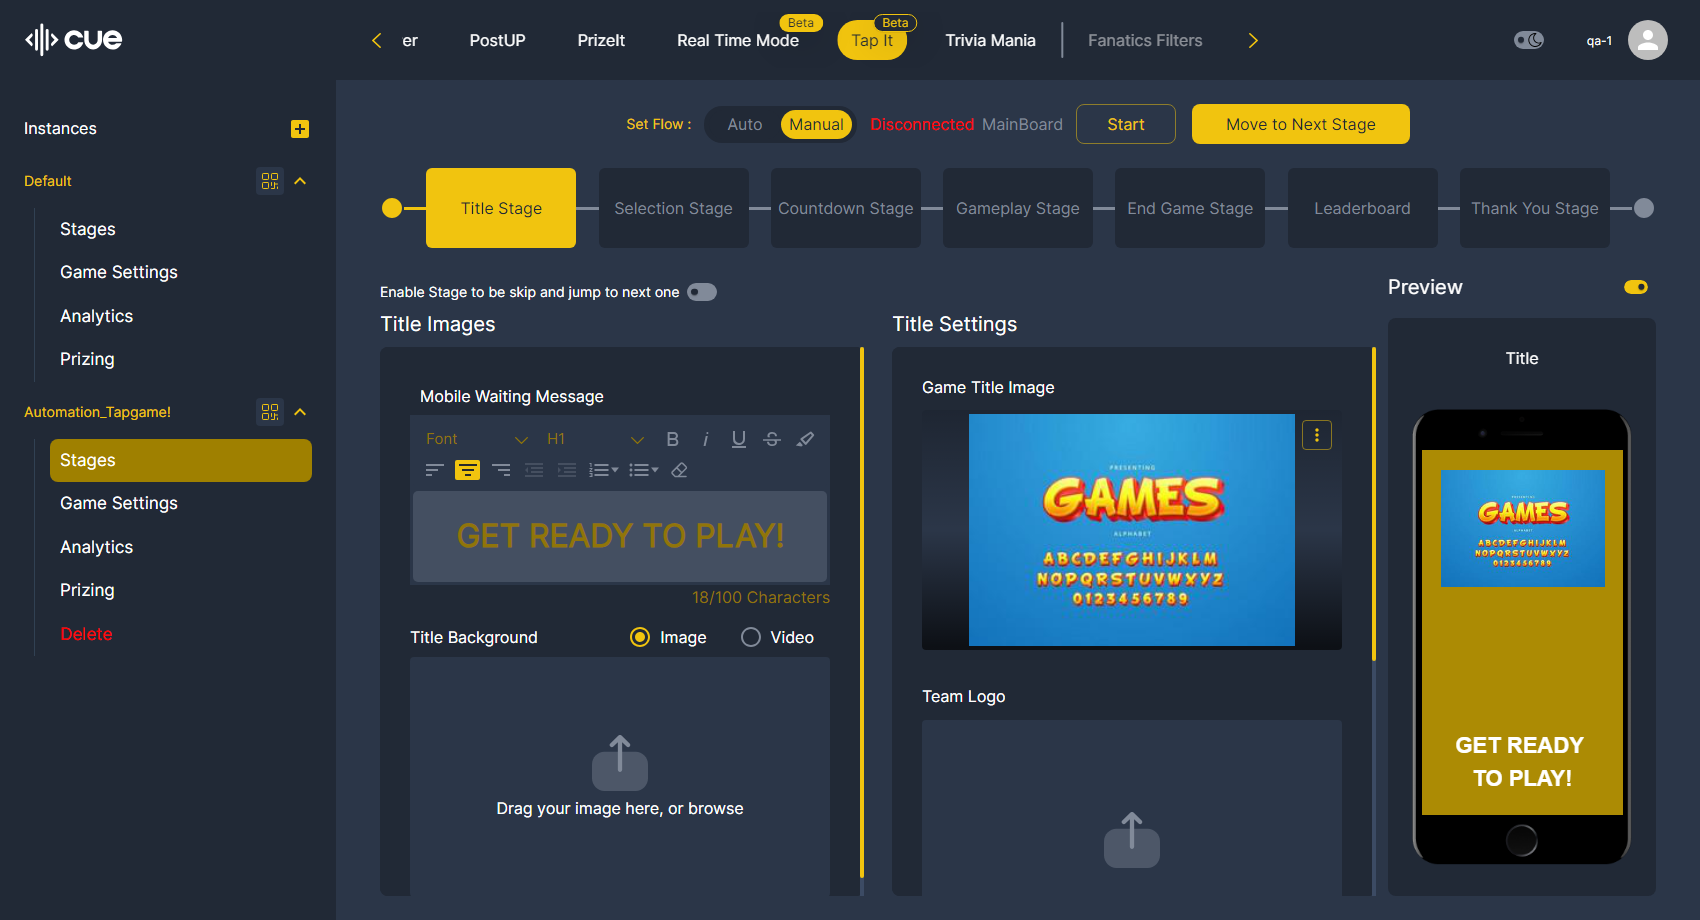 cue
er
PostUP
PrizeIt
Real Time Mode
Beta
Tap It
Beta
Trivia Mania
Fanatics Filters
qa-1
Instances
Default
Stages
Game Settings
Analytics
Prizing
Automation_Tapgame!
Stages
Game Settings
Analytics
Prizing
Delete
Set Flow :
Auto
Manual
Disconnected MainBoard
Start
Move to Next Stage
Title Stage
Selection Stage
Countdown Stage
Gameplay Stage
End Game Stage
Leaderboard
Thank You Stage
Enable Stage to be skip and jump to next one
Title Images
Mobile Waiting Message
Font
H1
B
i
U
S
GET READY TO PLAY!
18/100 Characters
Title Background
Image
Video
Drag your image here, or browse
Title Settings
Game Title Image
PRESENTING
GAMES
ALPHABET
ABCDEFGHIJKLM
NOPQRSTUVWXYZ
0123456789
Team Logo
Preview
Title
PRESENTING
GAMES
ALPHABET
ABCDEFGHIJKLM
NOPQRSTUVWXYZ
0123456789
GET READY
TO PLAY!